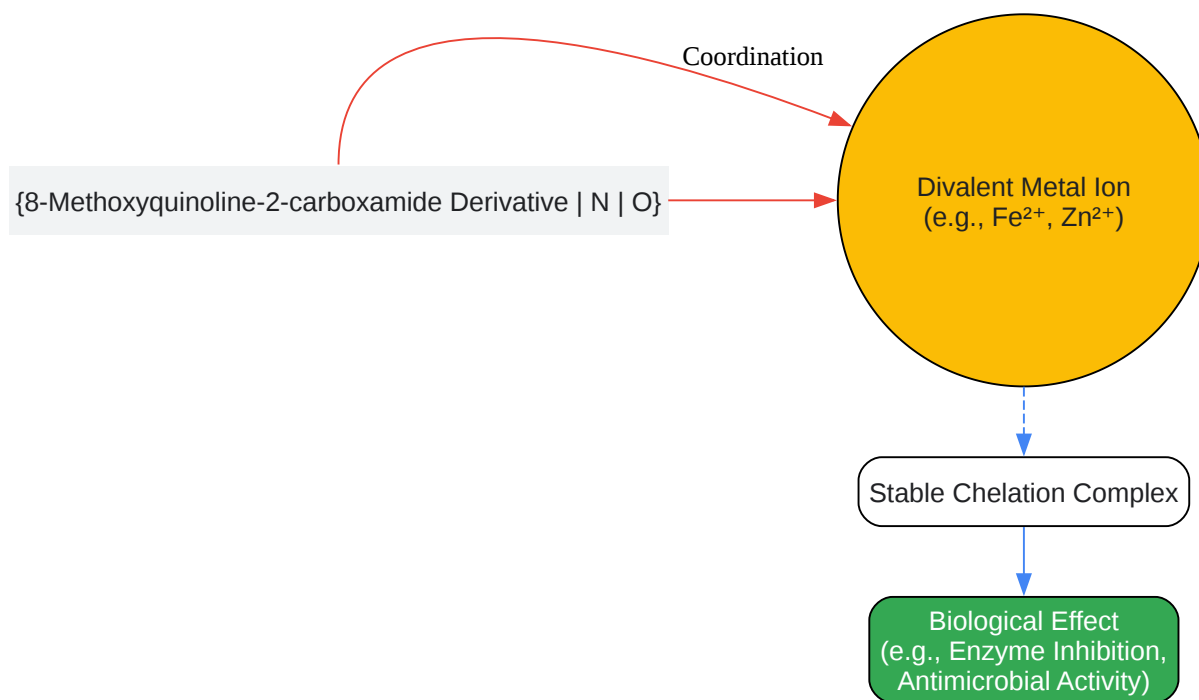 Coordination
{8-Methoxyquinoline-2-carboxamide Derivative | N | O}
Divalent Metal Ion
(e.g., Fe²⁺, Zn²⁺)
Stable Chelation Complex
Biological Effect
(e.g., Enzyme Inhibition,
Antimicrobial Activity)